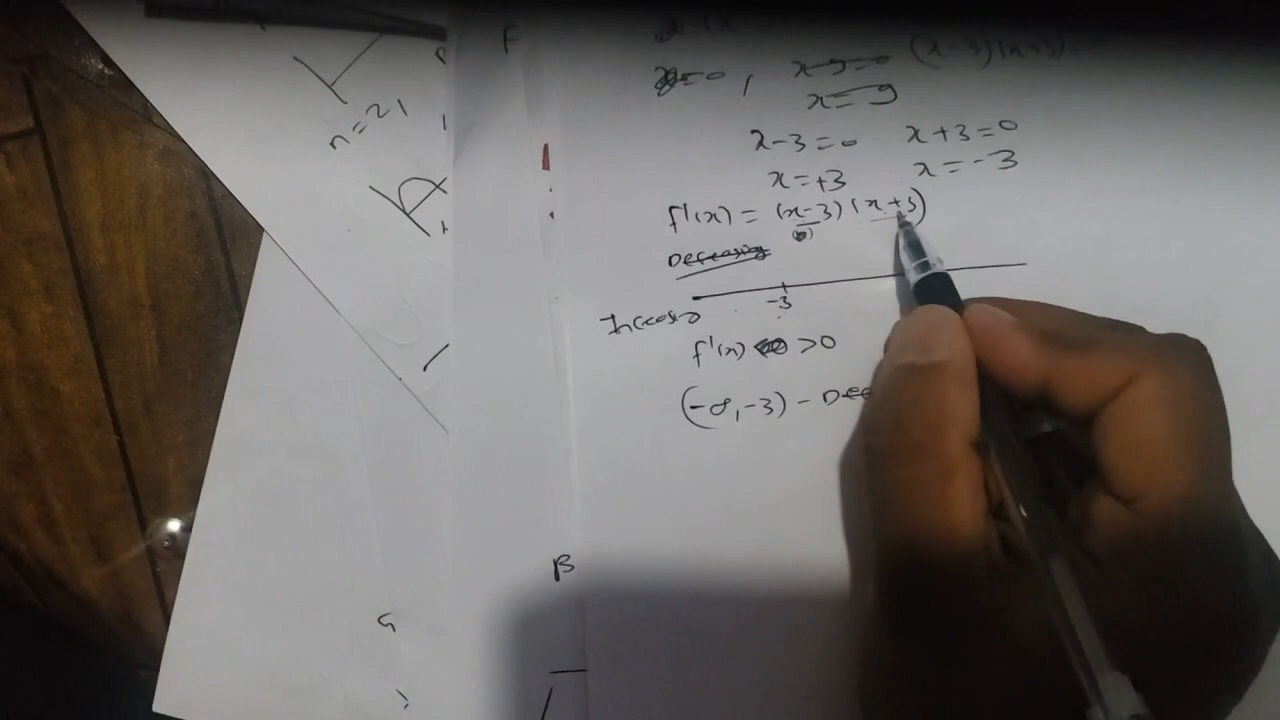 (x-3)(x+3)
=0, x-9=0
x=9
x-3=0 x+3=0
x=+3 x=-3
f'(x) = (x-3)(x+3)
Decreasing
-3
f'(x) >0
(-∞,-3) - Dec
n=21
F
B
G